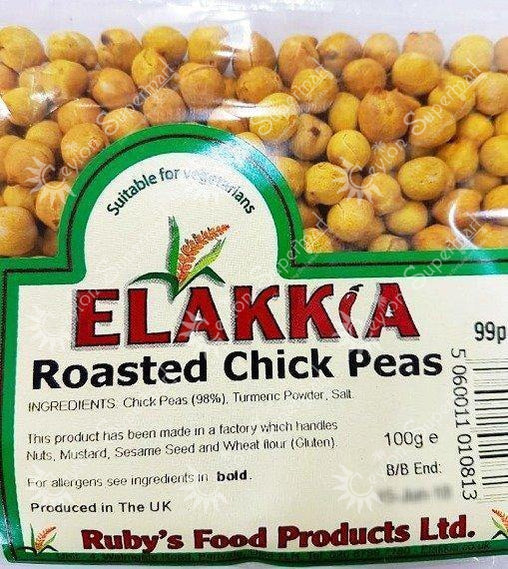 Suitable for vegetarians
ELAKKIA
Roasted Chick Peas
99p
INGREDIENTS: Chick Peas (98%), Turmeric Powder, Salt.
This product has been made in a factory which handles
Nuts, Mustard, Sesame Seed and Wheat flour (Gluten).
For allergens see ingredients in bold.
Produced in The UK
100g e
B/B End:
5 060011 010813
Ruby's Food Products Ltd.
Ceylon Supermart